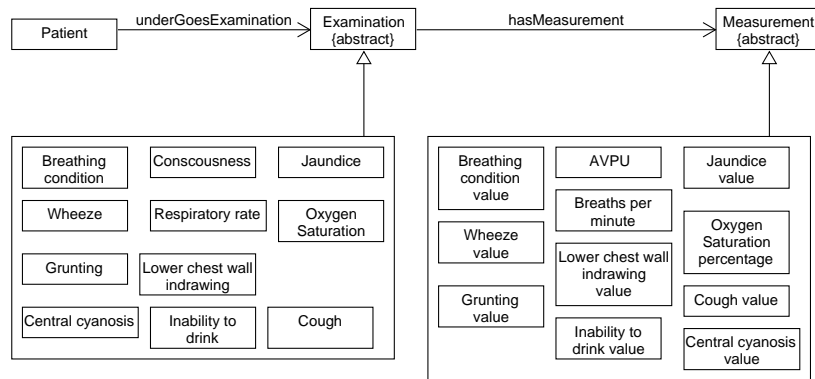 underGoesExamination
hasMeasurement
Patient
Examination
{abstract}
Measurement
{abstract}
Breathing
condition
Conscousness
Jaundice
Wheeze
Respiratory rate
Oxygen
Saturation
Grunting
Lower chest wall
indrawing
Central cyanosis
Inability to
drink
Cough
Breathing
condition
value
AVPU
Jaundice
value
Breaths per
minute
Wheeze
value
Oxygen
Saturation
percentage
Lower chest wall
indrawing
value
Grunting
value
Cough value
Inability to
drink value
Central cyanosis
value